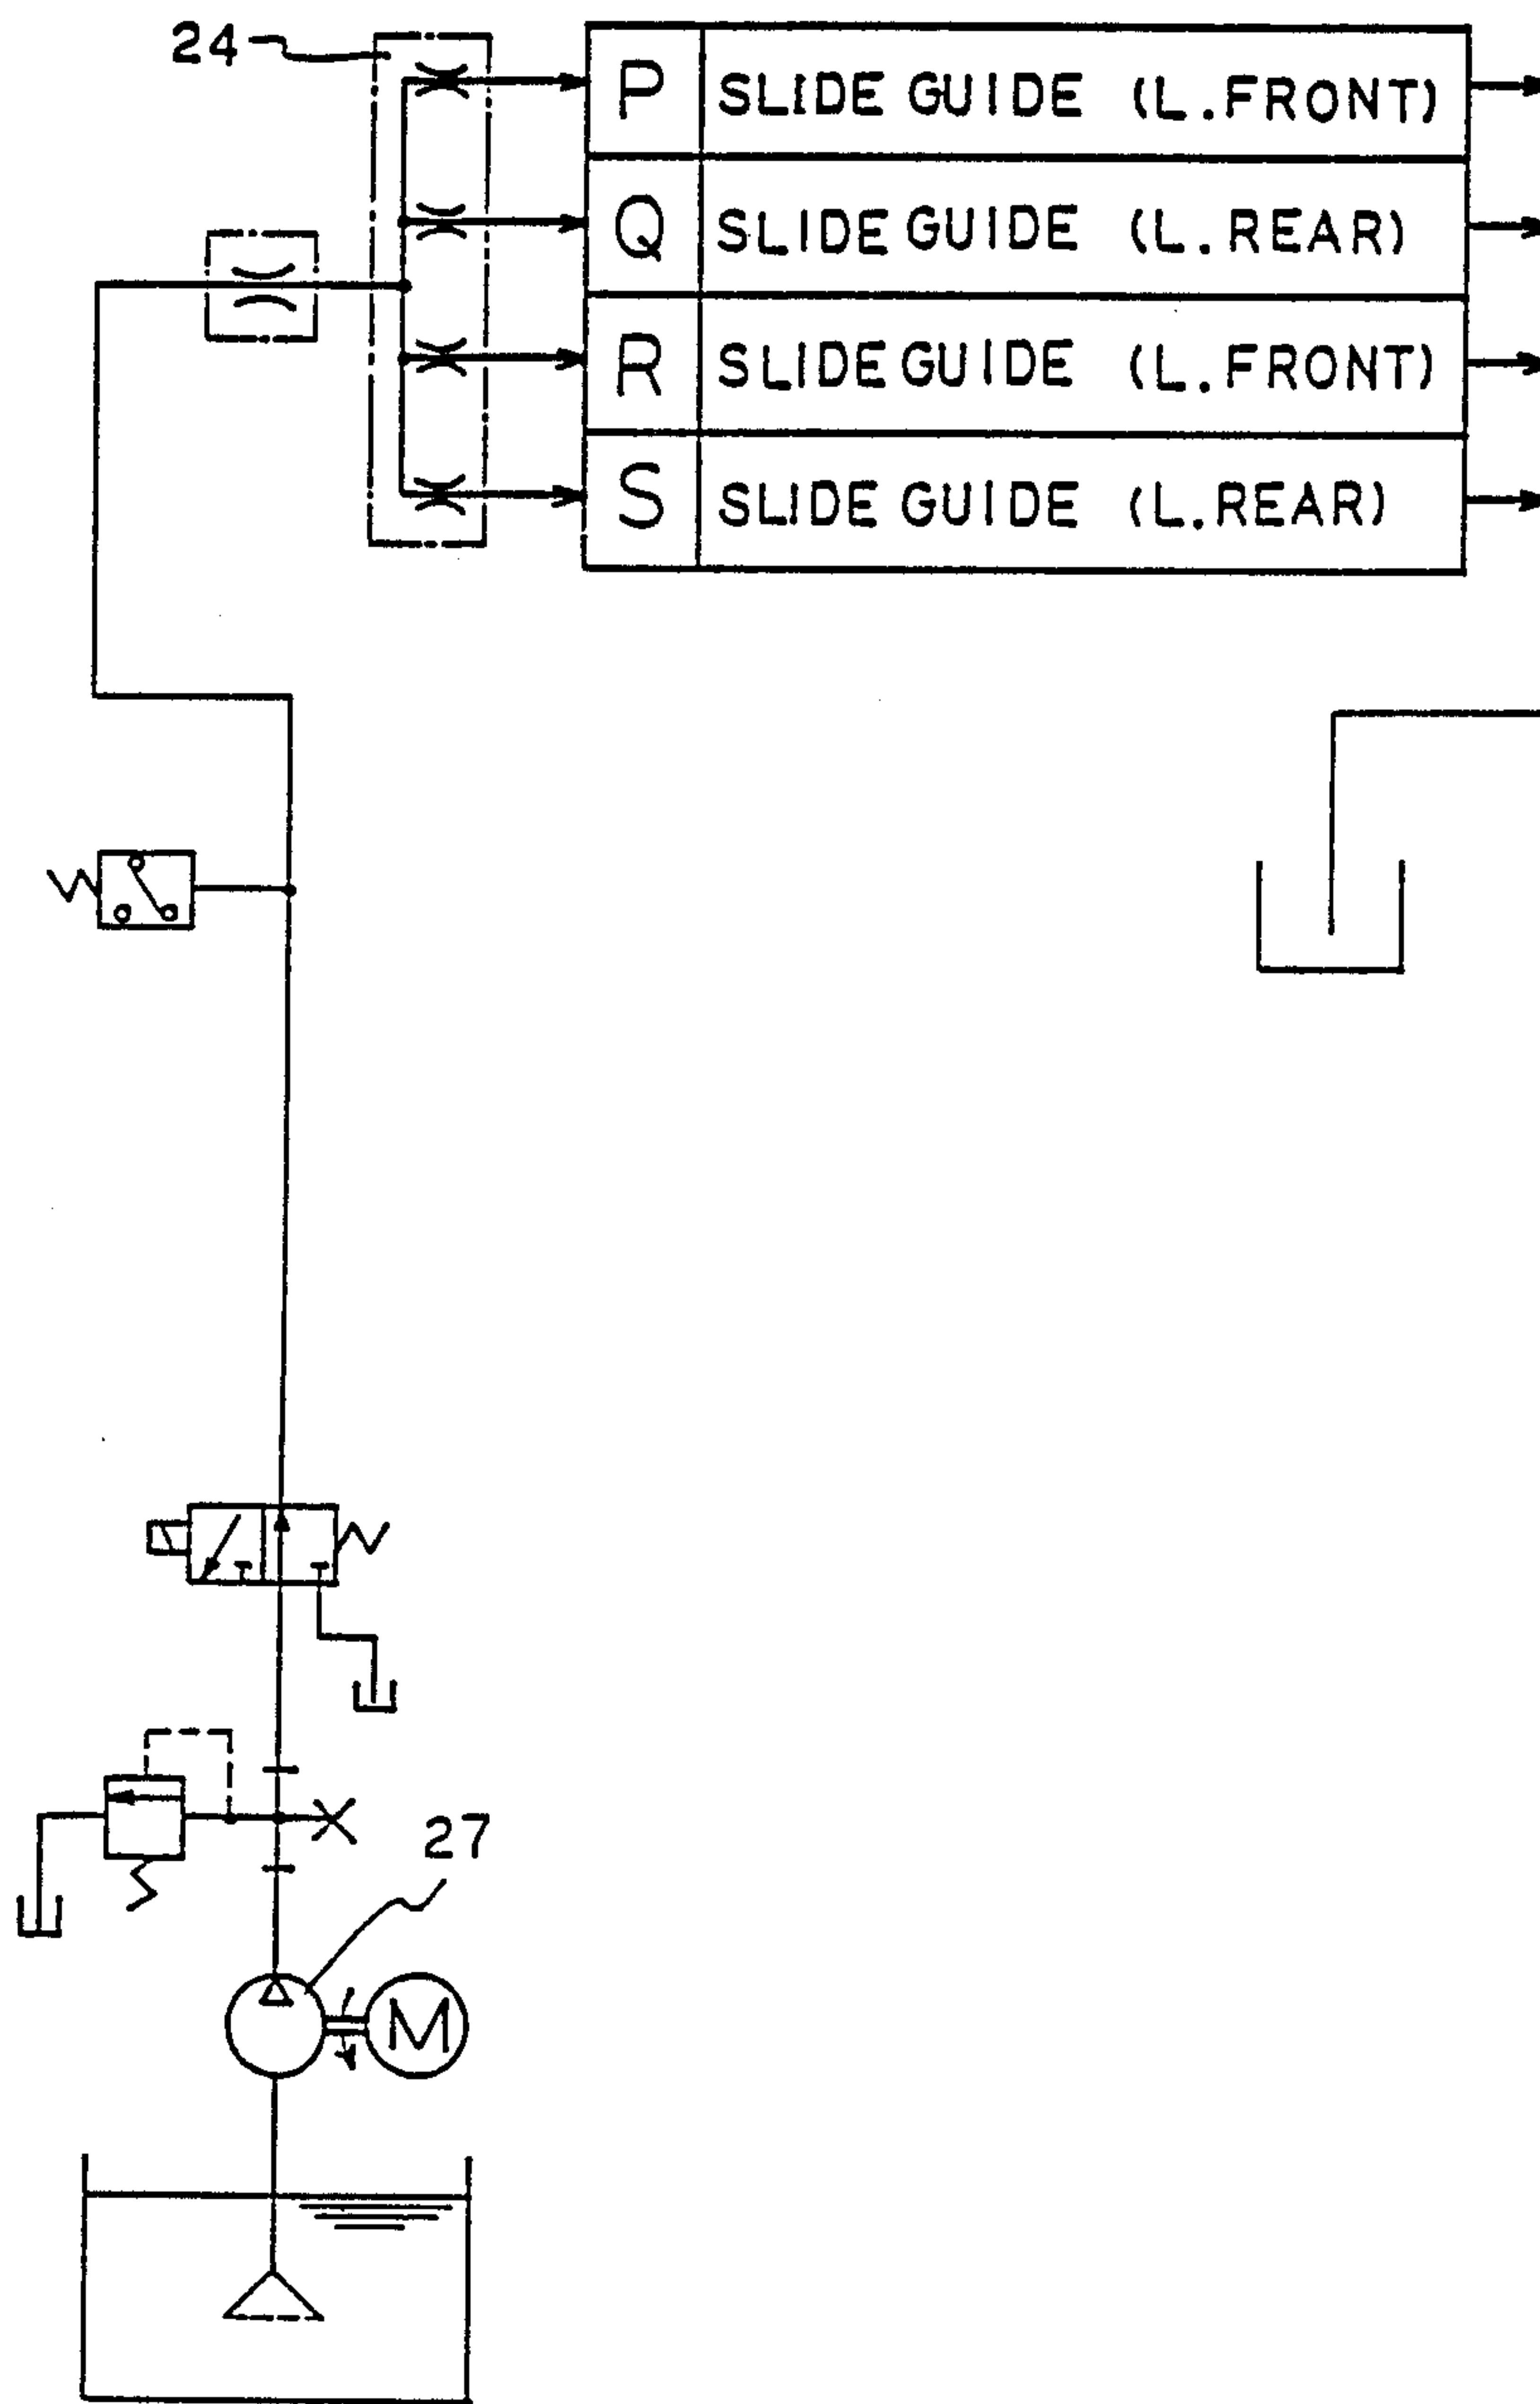 24
P SLIDE GUIDE (L.FRONT)
Q SLIDE GUIDE (L.REAR)
R SLIDE GUIDE (L.FRONT)
S SLIDE GUIDE (L.REAR)
27
M